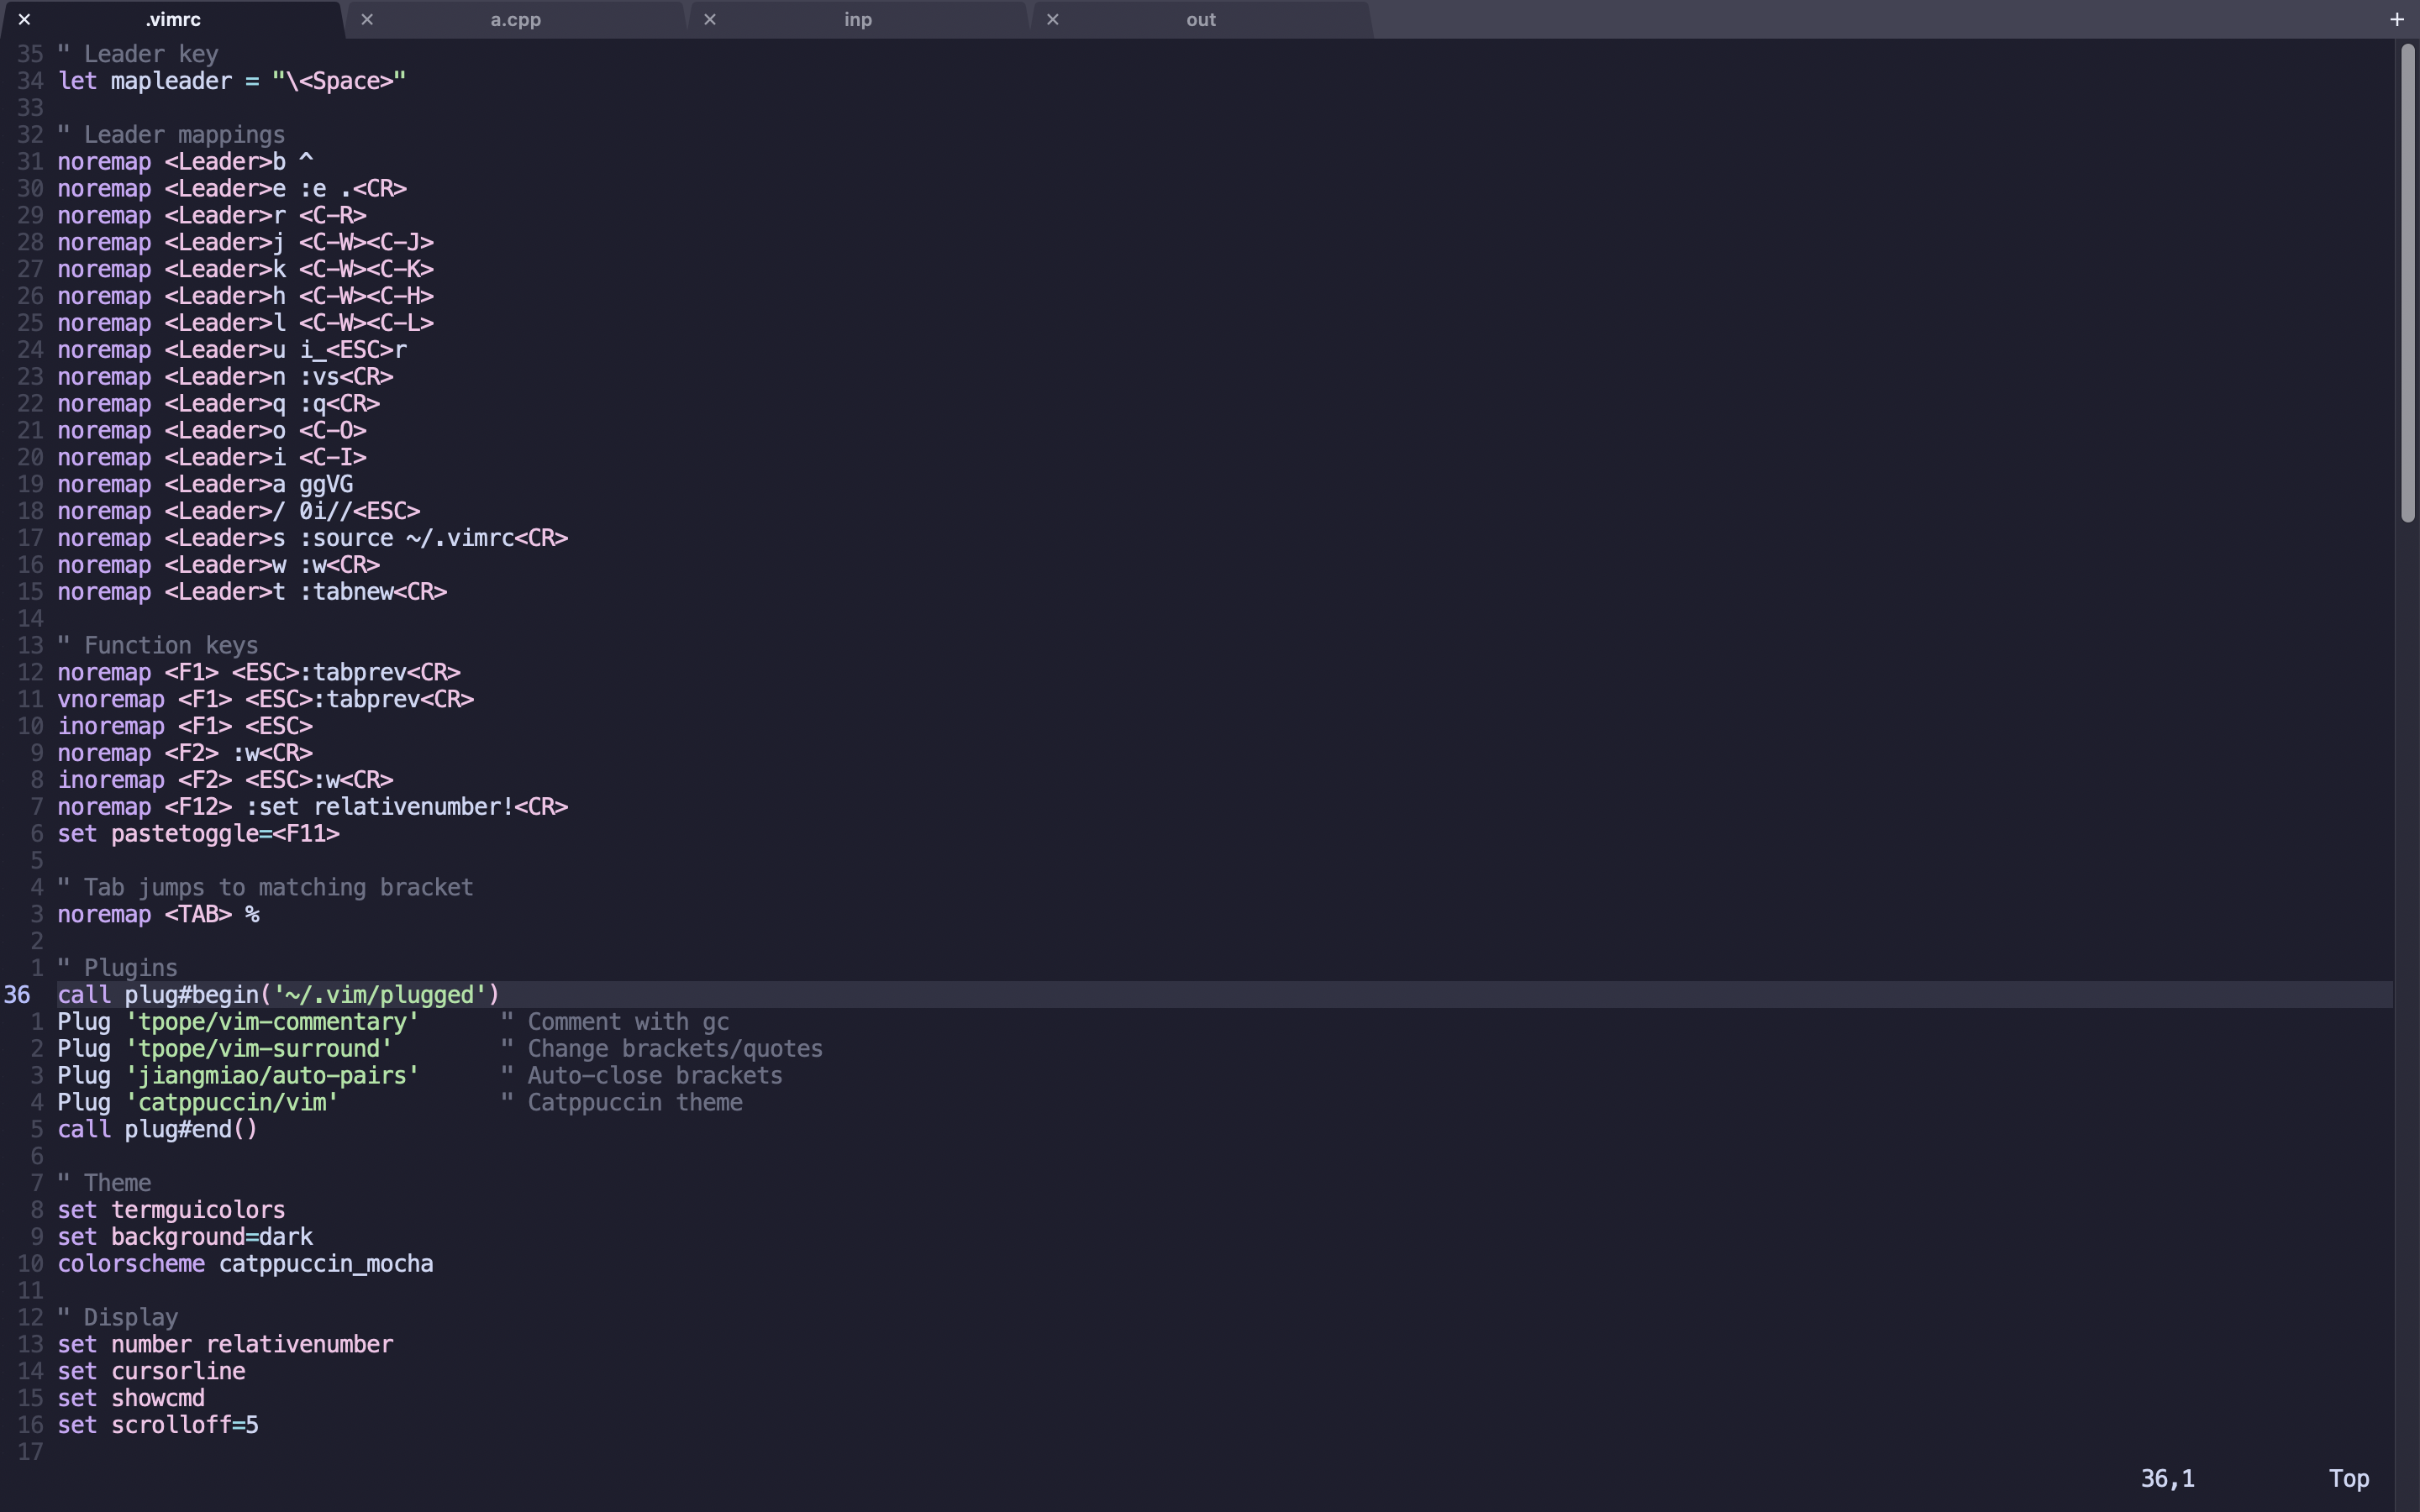 ✕ .vimrc ✕ a.cpp ✕ inp ✕ out +
35 " Leader key
34 let mapleader = "\<Space>"
33
32 " Leader mappings
31 noremap <Leader>b ^
30 noremap <Leader>e :e .<CR>
29 noremap <Leader>r <C-R>
28 noremap <Leader>j <C-W><C-J>
27 noremap <Leader>k <C-W><C-K>
26 noremap <Leader>h <C-W><C-H>
25 noremap <Leader>l <C-W><C-L>
24 noremap <Leader>u i_<ESC>r
23 noremap <Leader>n :vs<CR>
22 noremap <Leader>q :q<CR>
21 noremap <Leader>o <C-O>
20 noremap <Leader>i <C-I>
19 noremap <Leader>a ggVG
18 noremap <Leader>/ 0i//<ESC>
17 noremap <Leader>s :source ~/.vimrc<CR>
16 noremap <Leader>w :w<CR>
15 noremap <Leader>t :tabnew<CR>
14
13 " Function keys
12 noremap <F1> <ESC>:tabprev<CR>
11 vnoremap <F1> <ESC>:tabprev<CR>
10 inoremap <F1> <ESC>
9 noremap <F2> :w<CR>
8 inoremap <F2> <ESC>:w<CR>
7 noremap <F12> :set relativenumber!<CR>
6 set pastetoggle=<F11>
5
4 " Tab jumps to matching bracket
3 noremap <TAB> %
2
1 " Plugins
36 call plug#begin('~/.vim/plugged')
1 Plug 'tpope/vim-commentary' " Comment with gc
2 Plug 'tpope/vim-surround' " Change brackets/quotes
3 Plug 'jiangmiao/auto-pairs' " Auto-close brackets
4 Plug 'catppuccin/vim' " Catppuccin theme
5 call plug#end()
6
7 " Theme
8 set termguicolors
9 set background=dark
10 colorscheme catppuccin_mocha
11
12 " Display
13 set number relativenumber
14 set cursorline
15 set showcmd
16 set scrolloff=5
17
36,1 Top